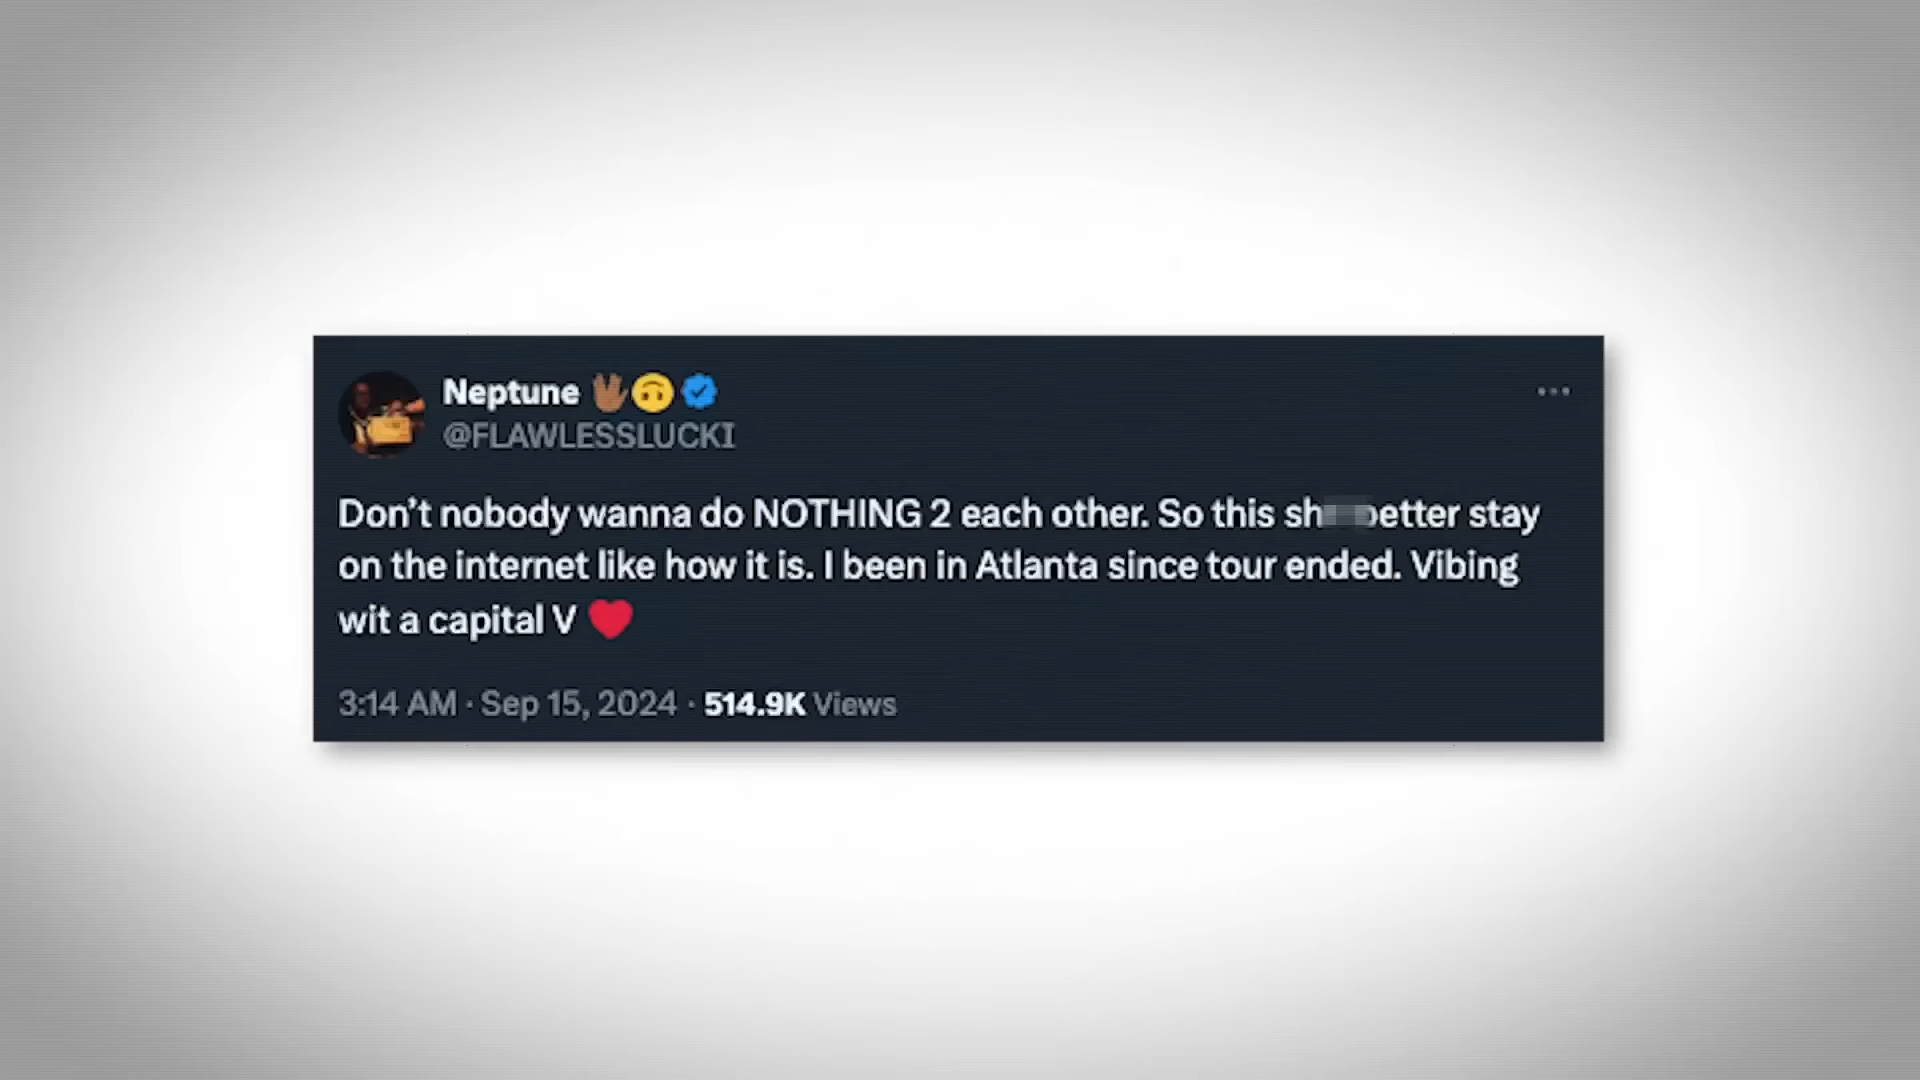 Neptune 🖖🏾🙃
@FLAWLESSLUCKI
Don't nobody wanna do NOTHING 2 each other. So this sh better stay
on the internet like how it is. I been in Atlanta since tour ended. Vibing
wit a capital V ❤️
3:14 AM · Sep 15, 2024 · 514.9K Views